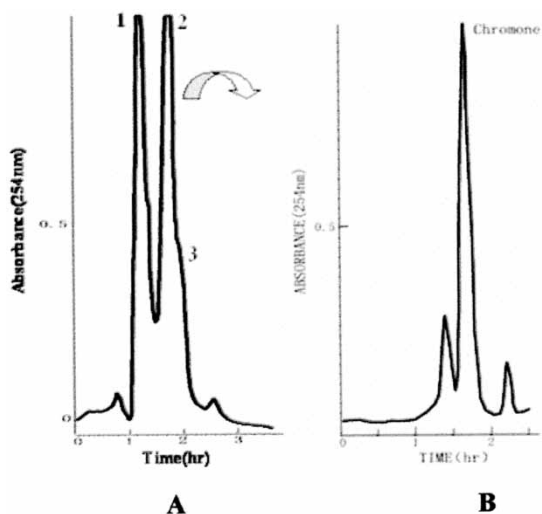 1 2
3
Absorbance(254nm)
0.5
0
0 1 2 3
Time(hr)
A
Chromone
ABSORBANCE(254nm)
0.5
0 1 2
TIME(hr)
B